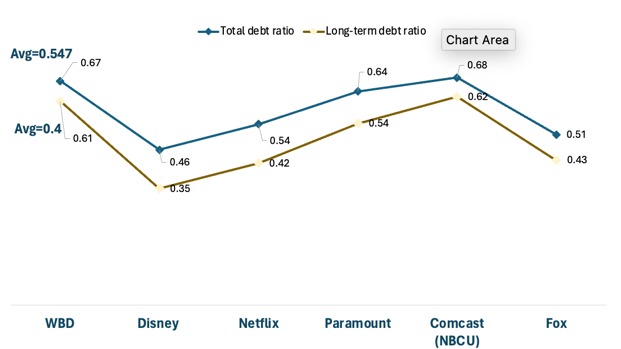 Total debt ratio
Long-term debt ratio
Chart Area
Avg=0.547
0.67
0.64
0.68
0.62
Avg=0.4
0.61
0.54
0.54
0.51
0.46
0.42
0.43
0.35
WBD
Disney
Netflix
Paramount
Comcast
(NBCU)
Fox